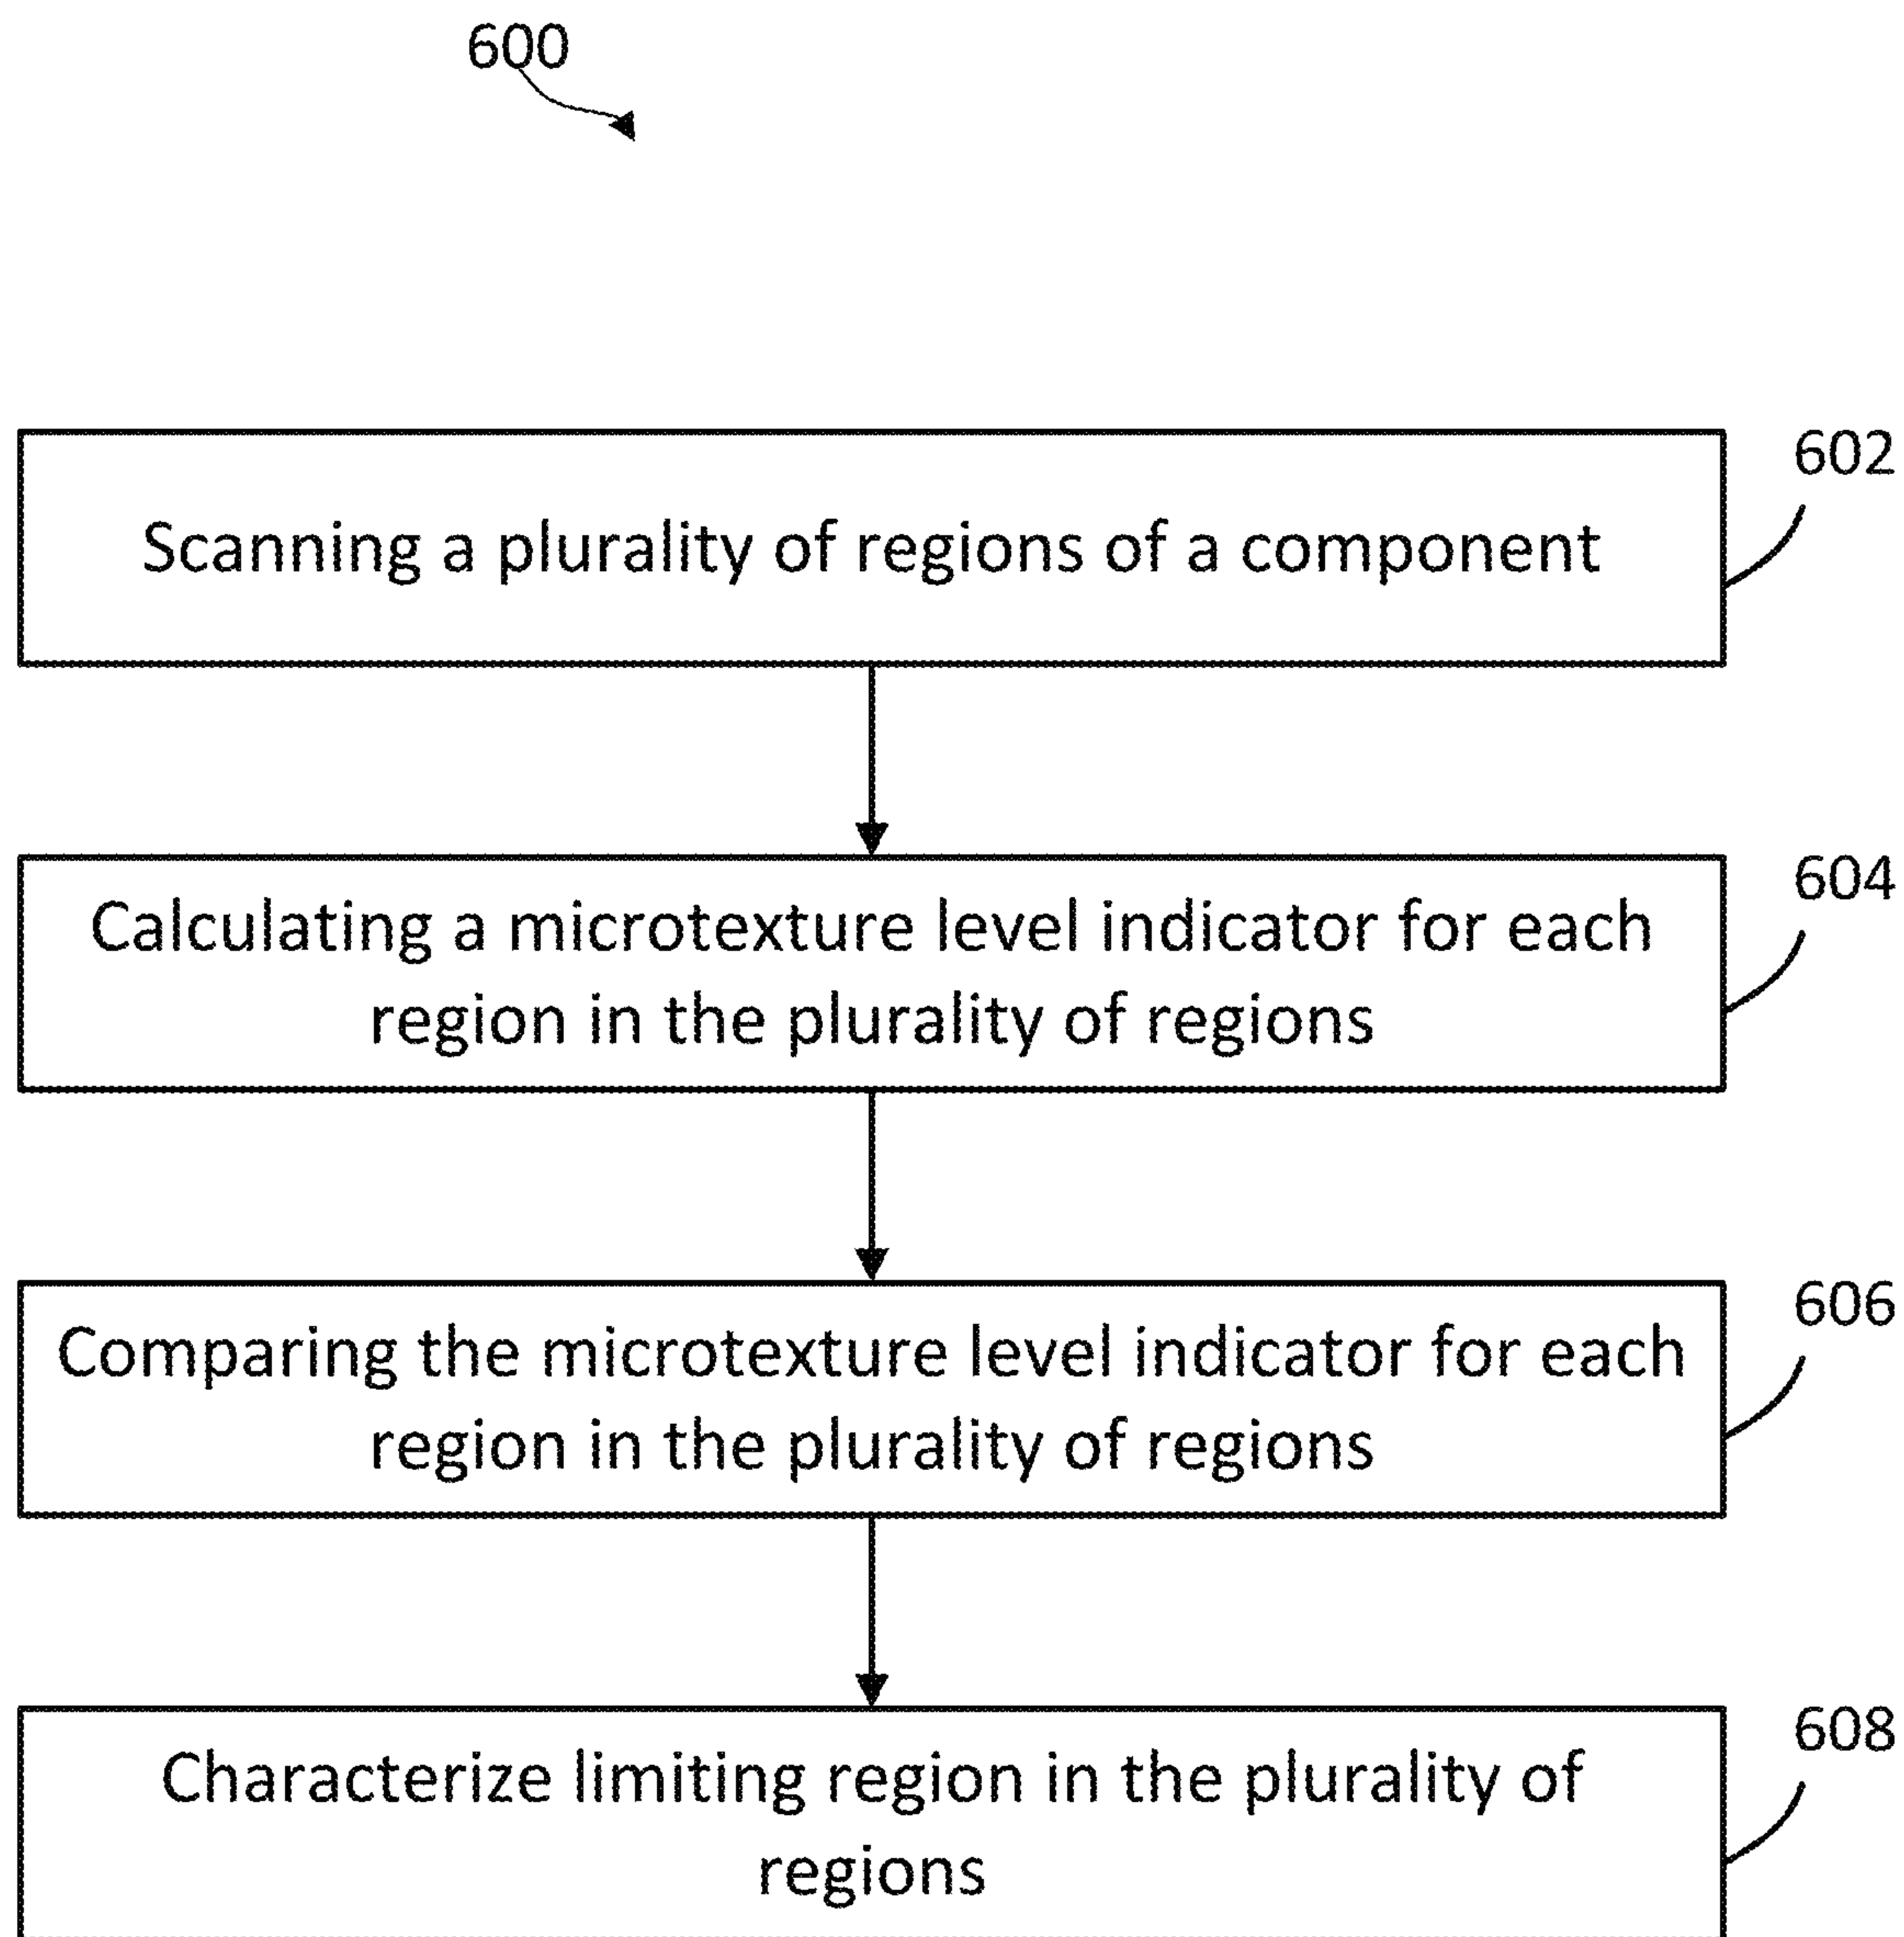 600
602
Scanning a plurality of regions of a component
604
Calculating a microtexture level indicator for each
region in the plurality of regions
606
Comparing the microtexture level indicator for each
region in the plurality of regions
608
Characterize limiting region in the plurality of
regions